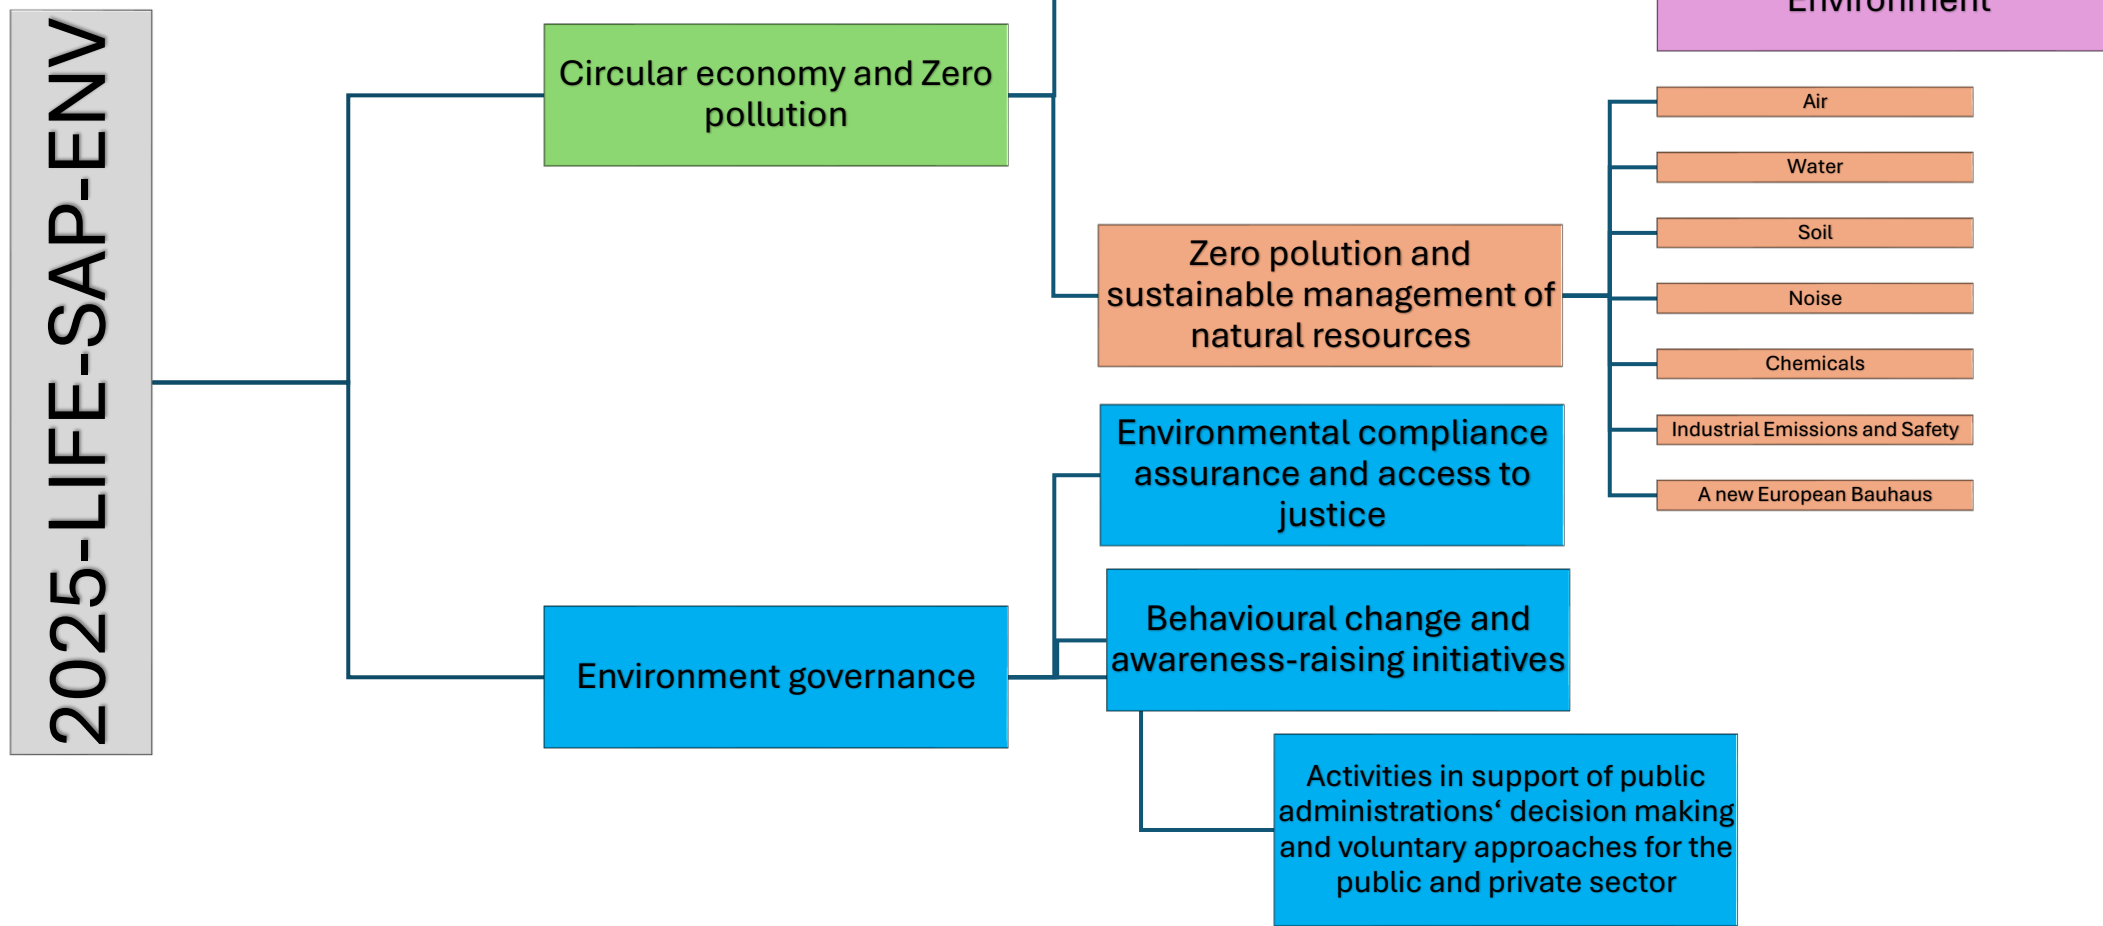 2025-LIFE-SAP-ENV
Circular economy and Zero
pollution
Environment
Zero polution and
sustainable management of
natural resources
Air
Water
Soil
Noise
Chemicals
Industrial Emissions and Safety
A new European Bauhaus
Environment governance
Environmental compliance
assurance and access to
justice
Behavioural change and
awareness-raising initiatives
Activities in support of public
administrations‘ decision making
and voluntary approaches for the
public and private sector